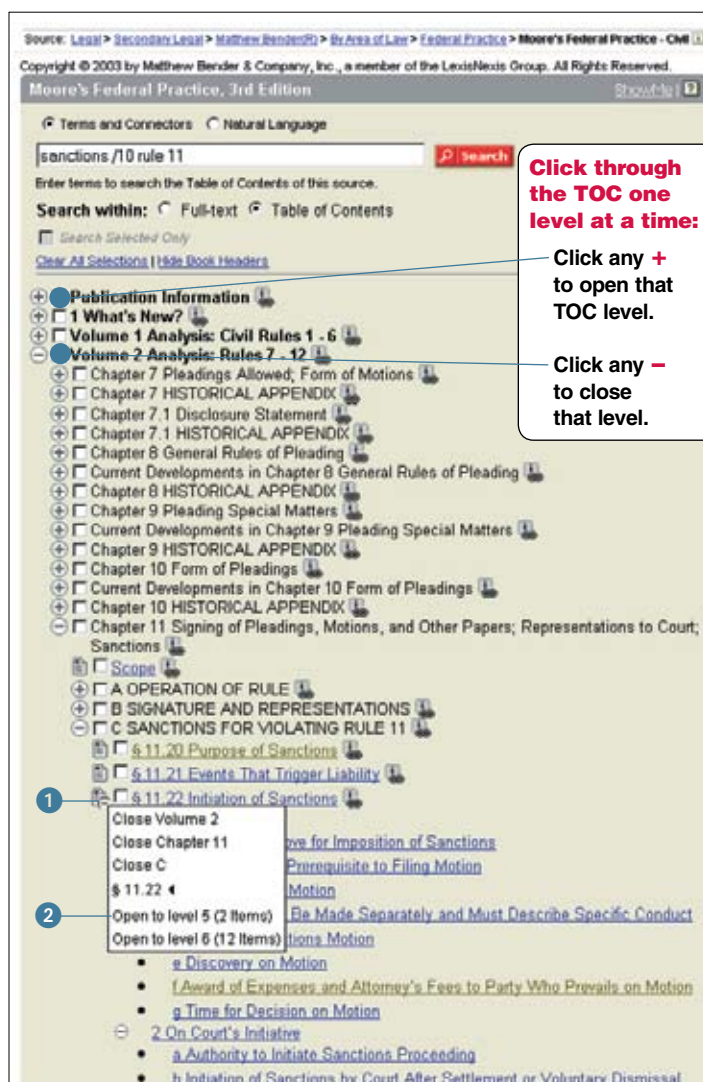 Source: Legal > Secondary Legal > Matthew Bender(R) > By Area of Law > Federal Practice > Moore's Federal Practice - Civil
Copyright © 2003 by Matthew Bender & Company, Inc., a member of the LexisNexis Group. All Rights Reserved.
Moore's Federal Practice, 3rd Edition ShowMe ?
Terms and Connectors Natural Language
sanctions /10 rule 11 Search
Enter terms to search the Table of Contents of this source.
Search within: Full-text Table of Contents
Search Selected Only
Clear All Selections | Hide Book Headers
Click through
the TOC one
level at a time:
Click any +
to open that
TOC level.
Click any –
to close
that level.
Publication Information
1 What's New?
Volume 1 Analysis: Civil Rules 1 - 6
Volume 2 Analysis: Rules 7 - 12
Chapter 7 Pleadings Allowed; Form of Motions
Chapter 7 HISTORICAL APPENDIX
Chapter 7.1 Disclosure Statement
Chapter 7.1 HISTORICAL APPENDIX
Chapter 8 General Rules of Pleading
Current Developments in Chapter 8 General Rules of Pleading
Chapter 8 HISTORICAL APPENDIX
Chapter 9 Pleading Special Matters
Current Developments in Chapter 9 Pleading Special Matters
Chapter 9 HISTORICAL APPENDIX
Chapter 10 Form of Pleadings
Current Developments in Chapter 10 Form of Pleadings
Chapter 10 HISTORICAL APPENDIX
Chapter 11 Signing of Pleadings, Motions, and Other Papers; Representations to Court;
Sanctions
Scope
A OPERATION OF RULE
B SIGNATURE AND REPRESENTATIONS
C SANCTIONS FOR VIOLATING RULE 11
§ 11.20 Purpose of Sanctions
§ 11.21 Events That Trigger Liability
1 § 11.22 Initiation of Sanctions
Close Volume 2
Close Chapter 11 ove for Imposition of Sanctions
Close C Prerequisite to Filing Motion
§ 11.22 Motion
2 Open to level 5 (2 Items) Be Made Separately and Must Describe Specific Conduct
Open to level 6 (12 Items) tions Motion
e Discovery on Motion
f Award of Expenses and Attorney's Fees to Party Who Prevails on Motion
g Time for Decision on Motion
2 On Court's Initiative
a Authority to Initiate Sanctions Proceeding
b Initiation of Sanctions by Court After Settlement or Voluntary Dismissal